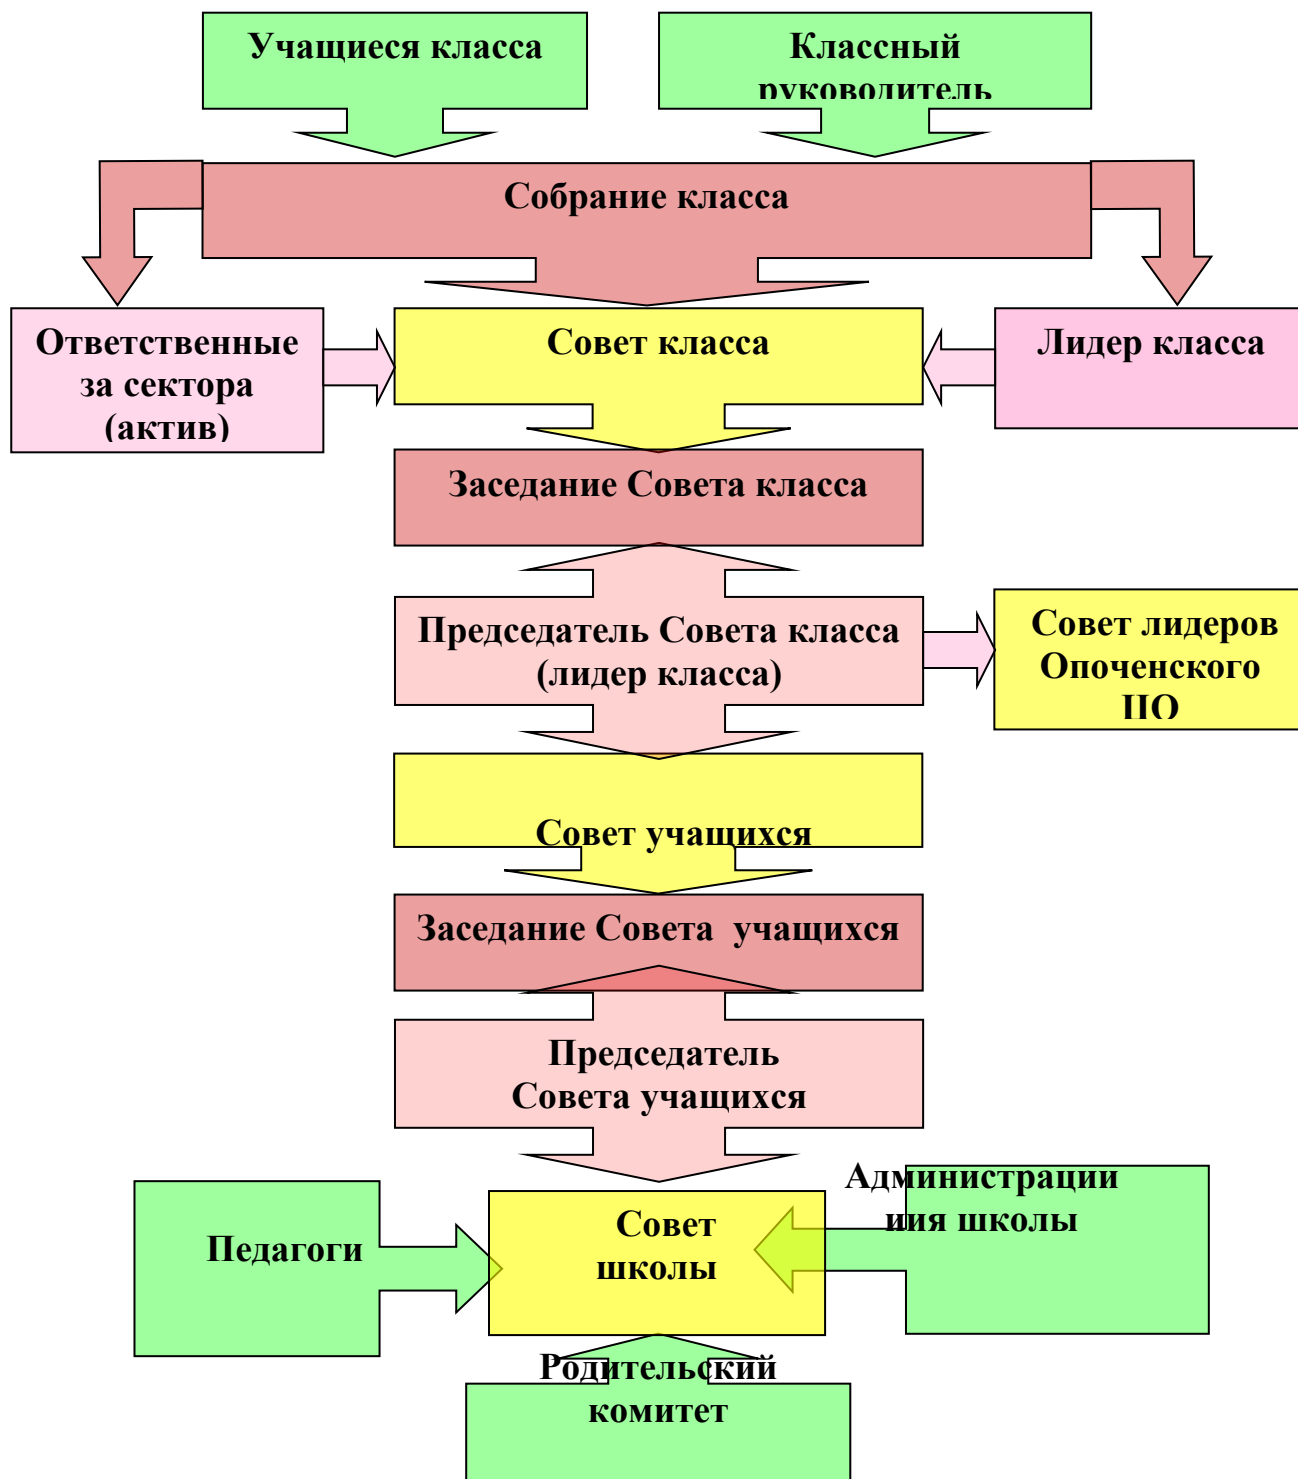 Учащиеся класса
Классный
руководитель
Собрание класса
Ответственные
за сектора
(актив)
Совет класса
Лидер класса
Заседание Совета класса
Председатель Совета класса
(лидер класса)
Совет лидеров
Опоченского
ЦО
Совет учащихся
Заседание Совета учащихся
Председатель
Совета учащихся
Педагоги
Совет
школы
Администрации
ия школы
Родительский
комитет